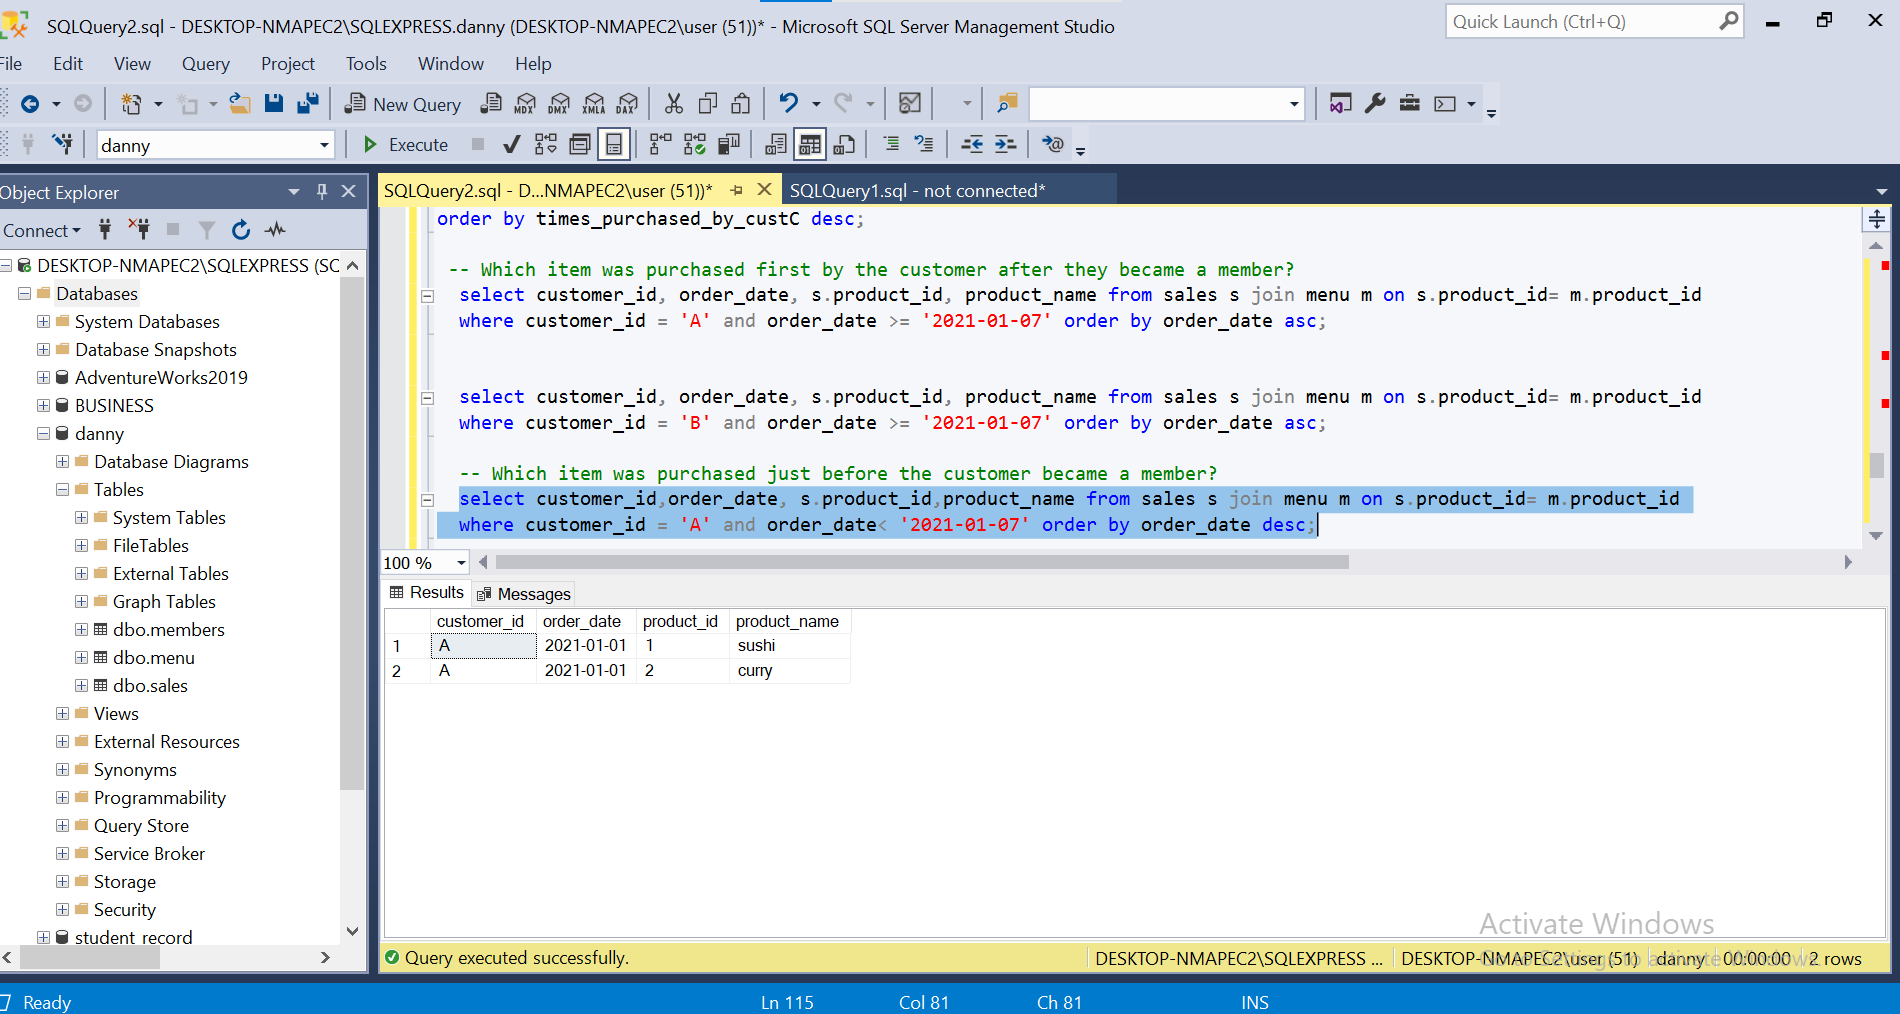 SQLQuery2.sql - DESKTOP-NMAPEC2\SQLEXPRESS.danny (DESKTOP-NMAPEC2\user (51))* - Microsoft SQL Server Management Studio
Quick Launch (Ctrl+Q)
File Edit View Query Project Tools Window Help
New Query MDX DMX XMLA DAX
danny Execute
Object Explorer
SQLQuery2.sql - D...NMAPEC2\user (51))* SQLQuery1.sql - not connected*
Connect
DESKTOP-NMAPEC2\SQLEXPRESS (SC
Databases
System Databases
Database Snapshots
AdventureWorks2019
BUSINESS
danny
Database Diagrams
Tables
System Tables
FileTables
External Tables
Graph Tables
dbo.members
dbo.menu
dbo.sales
Views
External Resources
Synonyms
Programmability
Query Store
Service Broker
Storage
Security
student record
order by times_purchased_by_custC desc;
-- Which item was purchased first by the customer after they became a member?
select customer_id, order_date, s.product_id, product_name from sales s join menu m on s.product_id= m.product_id
where customer_id = 'A' and order_date >= '2021-01-07' order by order_date asc;
select customer_id, order_date, s.product_id, product_name from sales s join menu m on s.product_id= m.product_id
where customer_id = 'B' and order_date >= '2021-01-07' order by order_date asc;
-- Which item was purchased just before the customer became a member?
select customer_id,order_date, s.product_id,product_name from sales s join menu m on s.product_id= m.product_id
where customer_id = 'A' and order_date< '2021-01-07' order by order_date desc;
100 %
Results Messages
customer_id order_date product_id product_name
1 A 2021-01-01 1 sushi
2 A 2021-01-01 2 curry
Activate Windows
Go to Settings to activate Windows.
Query executed successfully. DESKTOP-NMAPEC2\SQLEXPRESS ... DESKTOP-NMAPEC2\user (51) danny 00:00:00 2 rows
Ready Ln 115 Col 81 Ch 81 INS